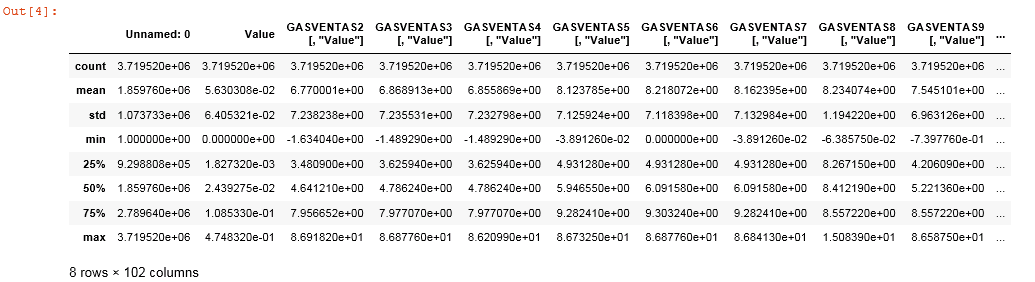 Out[4]:
Unnamed: 0 Value GASVENTAS2 GASVENTAS3 GASVENTAS4 GASVENTAS5 GASVENTAS6 GASVENTAS7 GASVENTAS8 GASVENTAS9 ...
[, "Value"] [, "Value"] [, "Value"] [, "Value"] [, "Value"] [, "Value"] [, "Value"] [, "Value"]
count 3.719520e+06 3.719520e+06 3.719520e+06 3.719520e+06 3.719520e+06 3.719520e+06 3.719520e+06 3.719520e+06 3.719520e+06 3.719520e+06 ...
mean 1.859760e+06 5.630308e-02 6.770001e+00 6.868913e+00 6.855869e+00 8.123785e+00 8.218072e+00 8.162395e+00 8.234074e+00 7.545101e+00 ...
std 1.073733e+06 6.405321e-02 7.238238e+00 7.235531e+00 7.232798e+00 7.125924e+00 7.118398e+00 7.132984e+00 1.194220e+00 6.963126e+00 ...
min 1.000000e+00 0.000000e+00 -1.634040e+00 -1.489290e+00 -1.489290e+00 -3.891260e-02 0.000000e+00 -3.891260e-02 -6.385750e-02 -7.397760e-01 ...
25% 9.298808e+05 1.827320e-03 3.480900e+00 3.625940e+00 3.625940e+00 4.931280e+00 4.931280e+00 4.931280e+00 8.267150e+00 4.206090e+00 ...
50% 1.859760e+06 2.439275e-02 4.641210e+00 4.786240e+00 4.786240e+00 5.946550e+00 6.091580e+00 6.091580e+00 8.412190e+00 5.221360e+00 ...
75% 2.789640e+06 1.085330e-01 7.956652e+00 7.977070e+00 7.977070e+00 9.282410e+00 9.303240e+00 9.282410e+00 8.557220e+00 8.557220e+00 ...
max 3.719520e+06 4.748320e-01 8.691820e+01 8.687760e+01 8.620990e+01 8.673250e+01 8.687760e+01 8.684130e+01 1.508390e+01 8.658750e+01 ...
8 rows × 102 columns